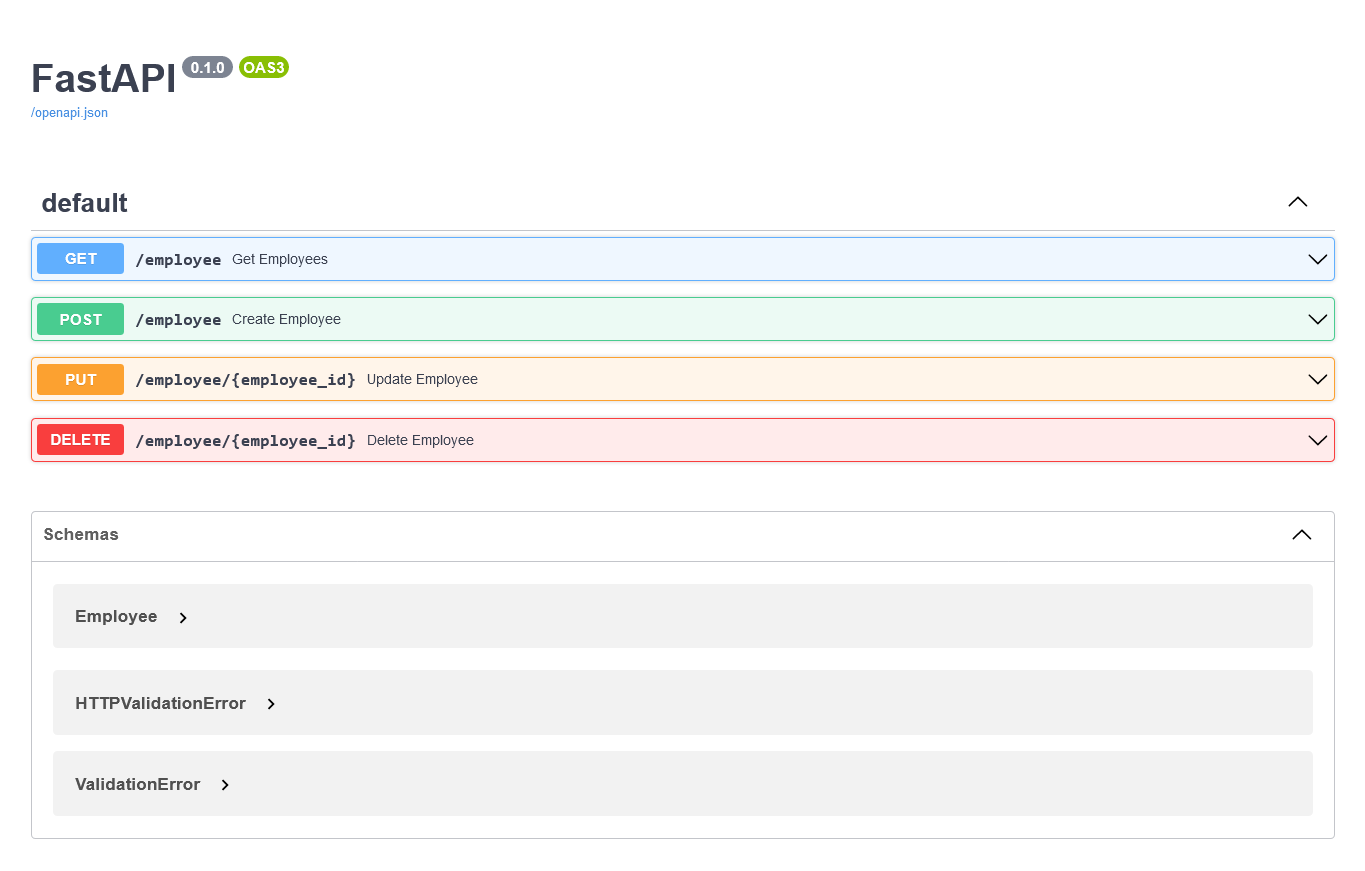 FastAPI 0.1.0 OAS3
/openapi.json
default
GET /employee Get Employees
POST /employee Create Employee
PUT /employee/{employee_id} Update Employee
DELETE /employee/{employee_id} Delete Employee
Schemas
Employee
HTTPValidationError
ValidationError